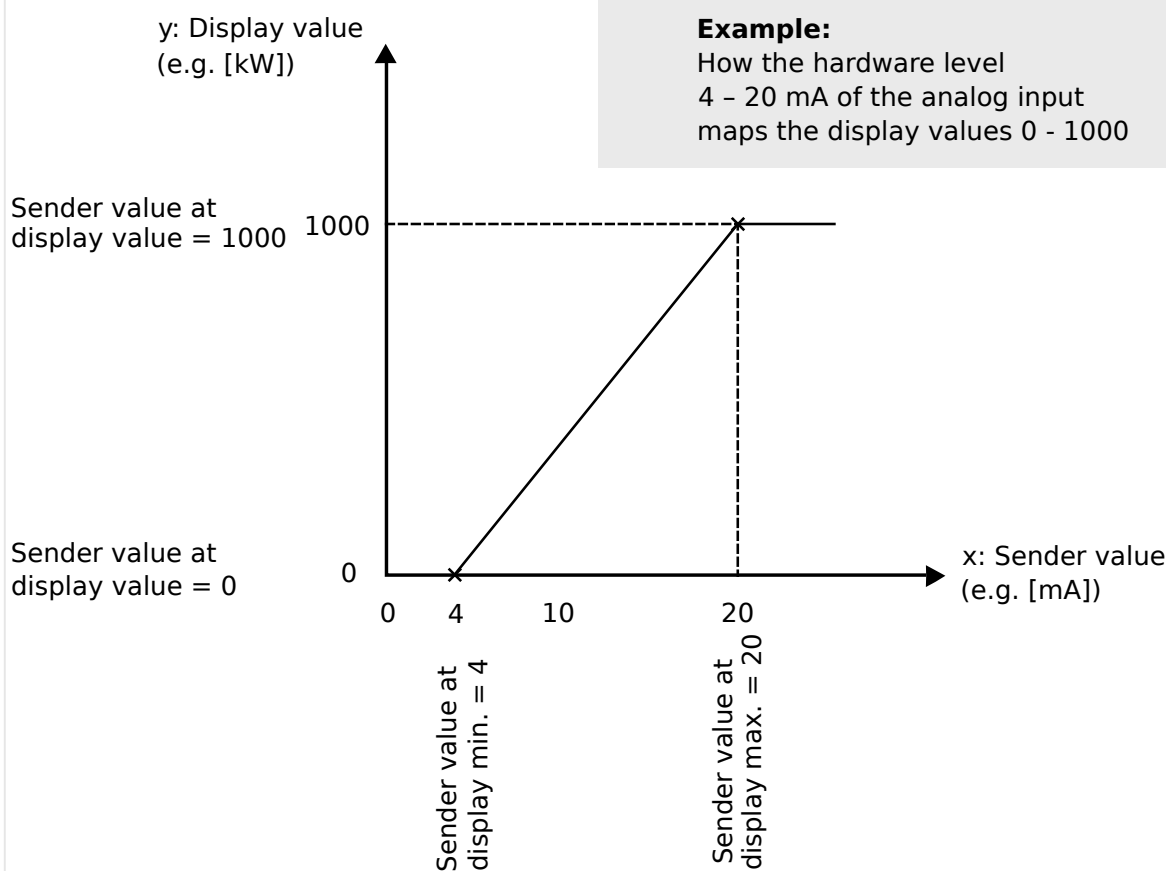 y: Display value
(e.g. [kW])
Example:
How the hardware level
4 – 20 mA of the analog input
maps the display values 0 - 1000
Sender value at
display value = 1000
1000
Sender value at
display value = 0
0
x: Sender value
(e.g. [mA])
0 4 10 20
Sender value at
display min. = 4
Sender value at
display max. = 20